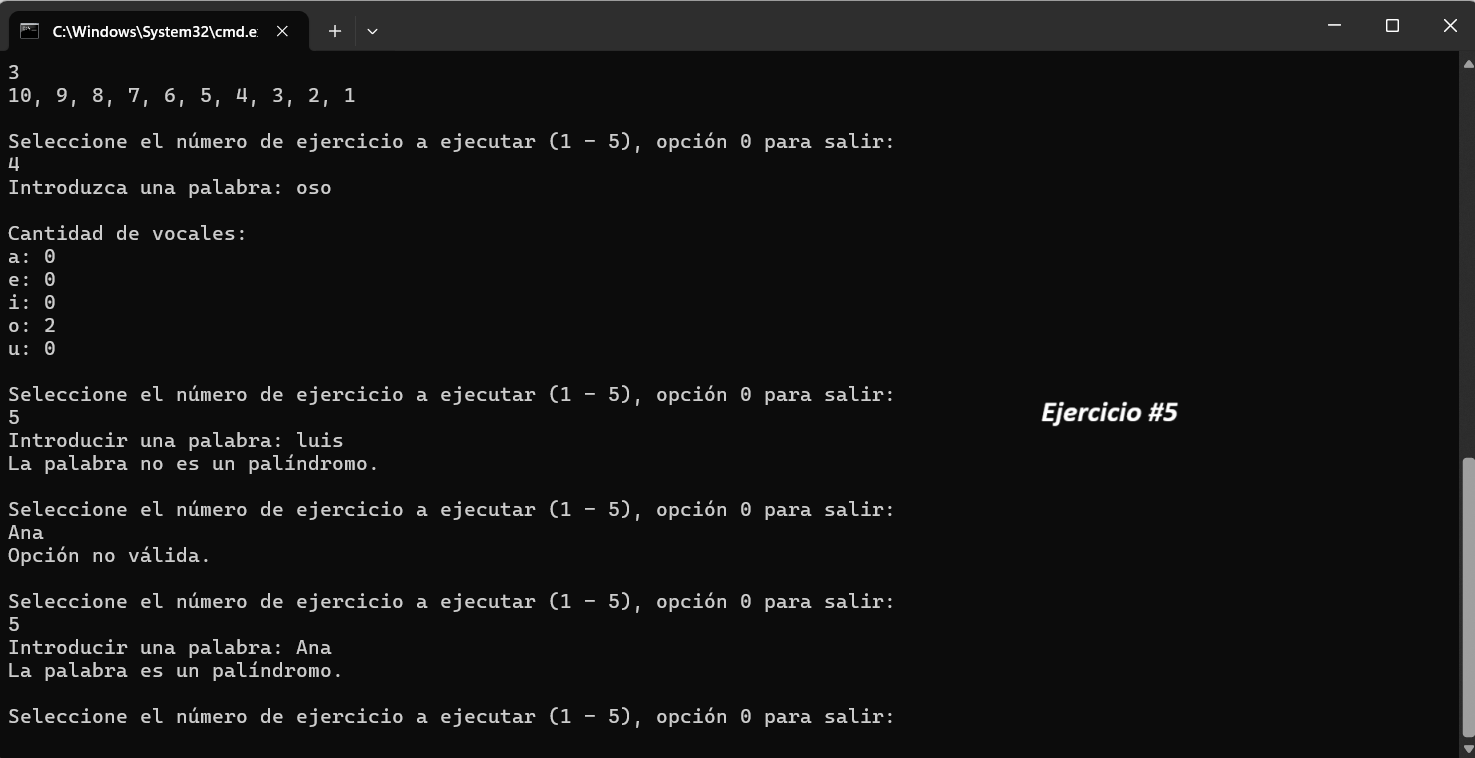 C:\Windows\System32\cmd.e
3
10, 9, 8, 7, 6, 5, 4, 3, 2, 1
Seleccione el número de ejercicio a ejecutar (1 - 5), opción 0 para salir:
4
Introduzca una palabra: oso
Cantidad de vocales:
a: 0
e: 0
i: 0
o: 2
u: 0
Seleccione el número de ejercicio a ejecutar (1 - 5), opción 0 para salir:
Ejercicio #5
5
Introducir una palabra: luis
La palabra no es un palíndromo.
Seleccione el número de ejercicio a ejecutar (1 - 5), opción 0 para salir:
Ana
Opción no válida.
Seleccione el número de ejercicio a ejecutar (1 - 5), opción 0 para salir:
5
Introducir una palabra: Ana
La palabra es un palíndromo.
Seleccione el número de ejercicio a ejecutar (1 - 5), opción 0 para salir: